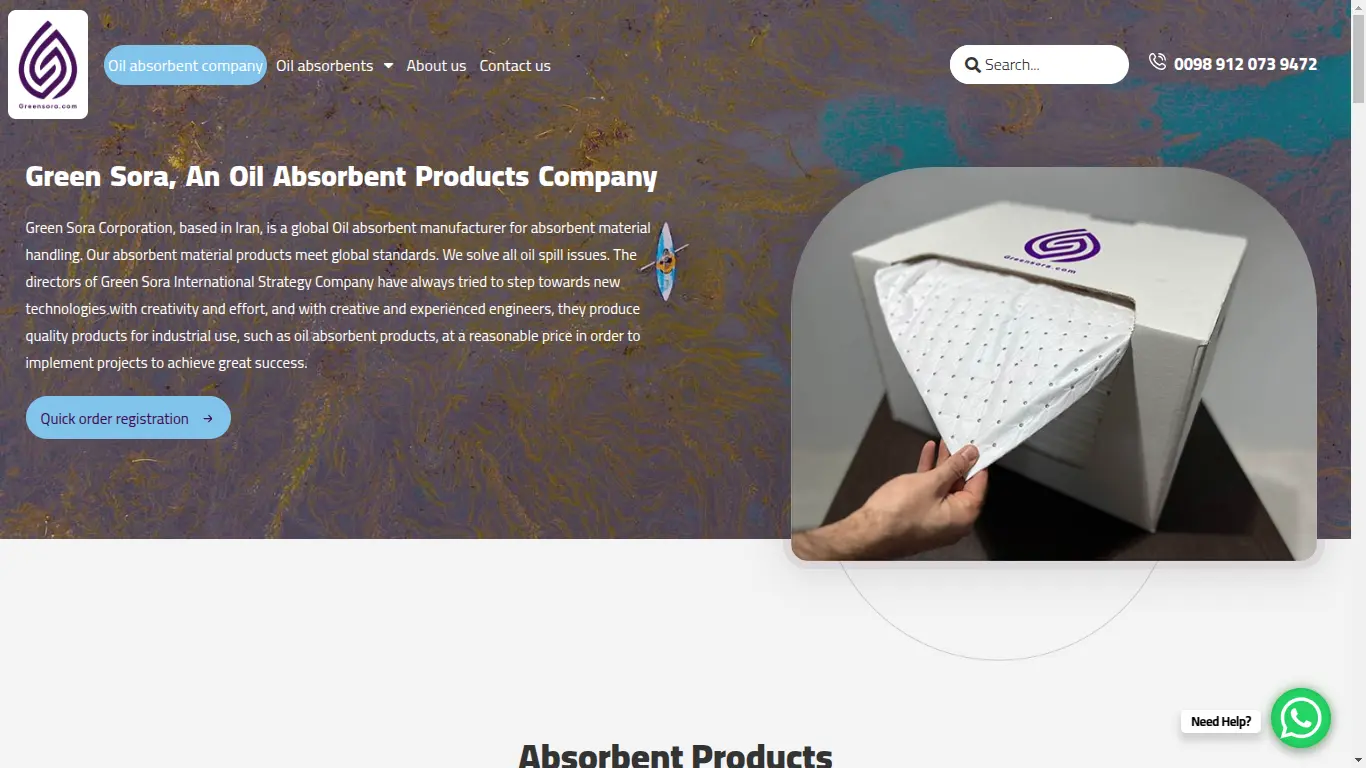 Greensora.com
Oil absorbent company
Oil absorbents
About us
Contact us
Search...
0098 912 073 9472
Green Sora, An Oil Absorbent Products Company
Green Sora Corporation, based in Iran, is a global Oil absorbent manufacturer for absorbent material
handling. Our absorbent material products meet global standards. We solve all oil spill issues. The
directors of Green Sora International Strategy Company have always tried to step towards new
technologies,with creativity and effort, and with creative and experienced engineers, they produce
quality products for industrial use, such as oil absorbent products, at a reasonable price in order to
implement projects to achieve great success.
Quick order registration
Greensora.com
Need Help?
Absorbent Products